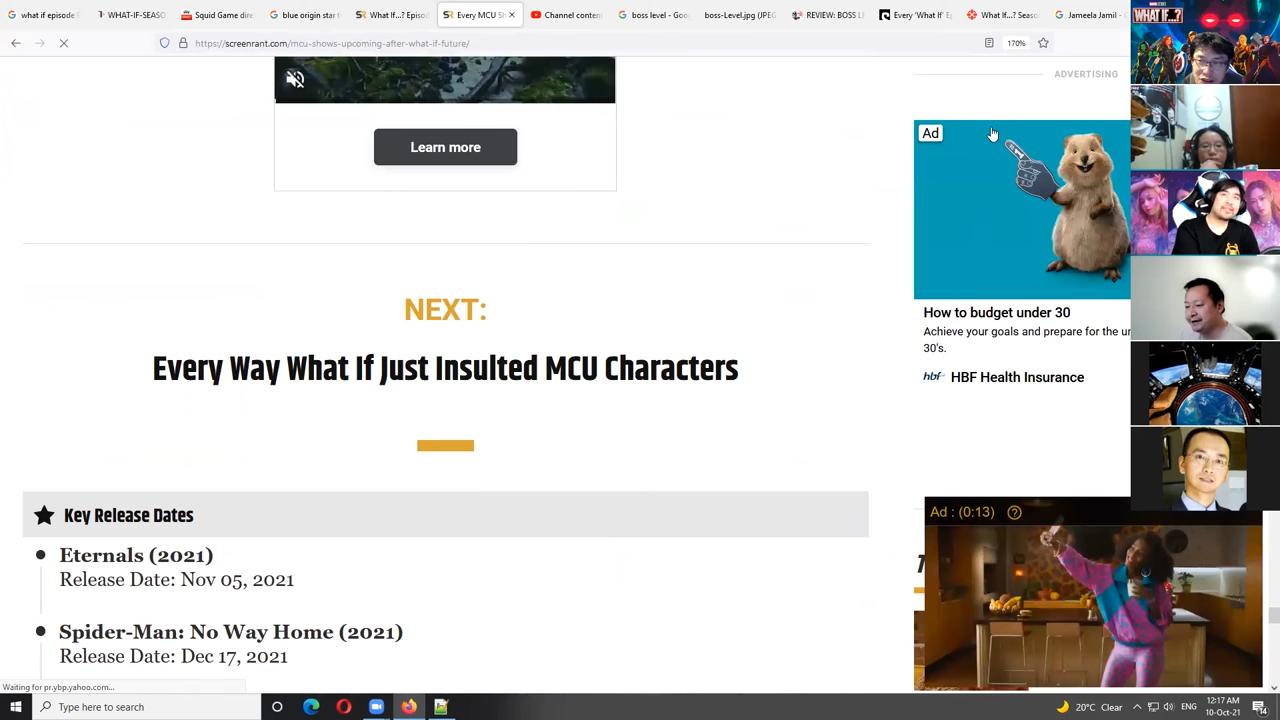 what if episode
WHAT-IF-SEASO
Squid Game dire
blue origin star t
What If...? Episo
Every MCU Sh
Channel content
boss level - Goo
Boss Level.jpg (JPEG
REVIEW: BOSS
Every 'What If' Ep
What If...? Seaso
Jameela Jamil -
https://screenrant.com/mcu-shows-upcoming-after-what-if-future/
170%
WHAT IF...?
ADVERTISING
Learn more
Ad
NEXT:
Every Way What If Just Insulted MCU Characters
How to budget under 30
Achieve your goals and prepare for the un
30's.
hbf HBF Health Insurance
Key Release Dates
Ad : (0:13)
Eternals (2021)
Release Date: Nov 05, 2021
Spider-Man: No Way Home (2021)
Release Date: Dec 17, 2021
Waiting for pr.ybp.yahoo.com...
Type here to search
20°C Clear
ENG
12:17 AM
10-Oct-21
14